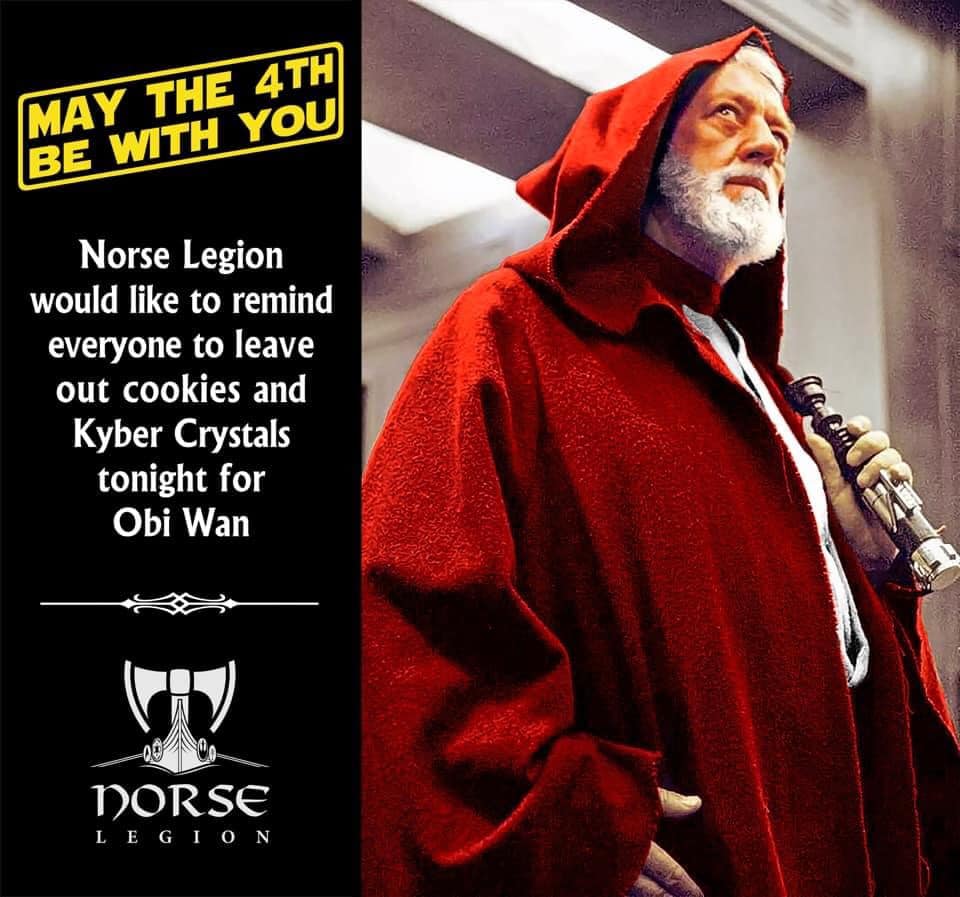 MAY THE 4TH
BE WITH YOU
Norse Legion
would like to remind
everyone to leave
out cookies and
Kyber Crystals
tonight for
Obi Wan
NORSE
LEGION